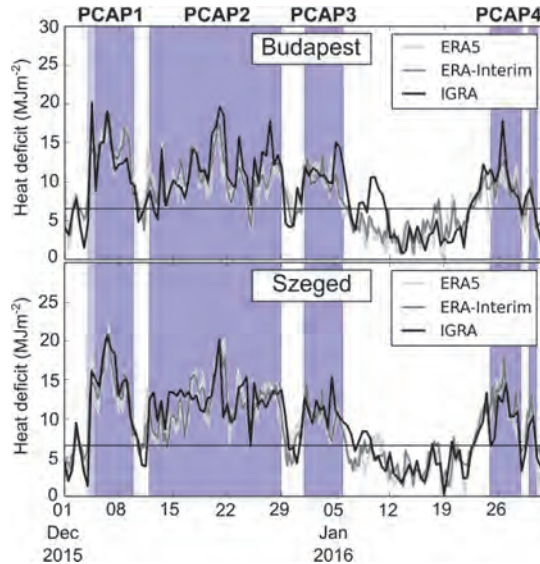 PCAP1 PCAP2 PCAP3 PCAP4
Budapest
ERA5
ERA-Interim
IGRA
Heat deficit (MJm-2)
30
25
20
15
10
5
0
Szeged
ERA5
ERA-Interim
IGRA
Heat deficit (MJm-2)
25
20
15
10
5
0
01 08 15 22 29 05 12 19 26
Dec Jan
2015 2016